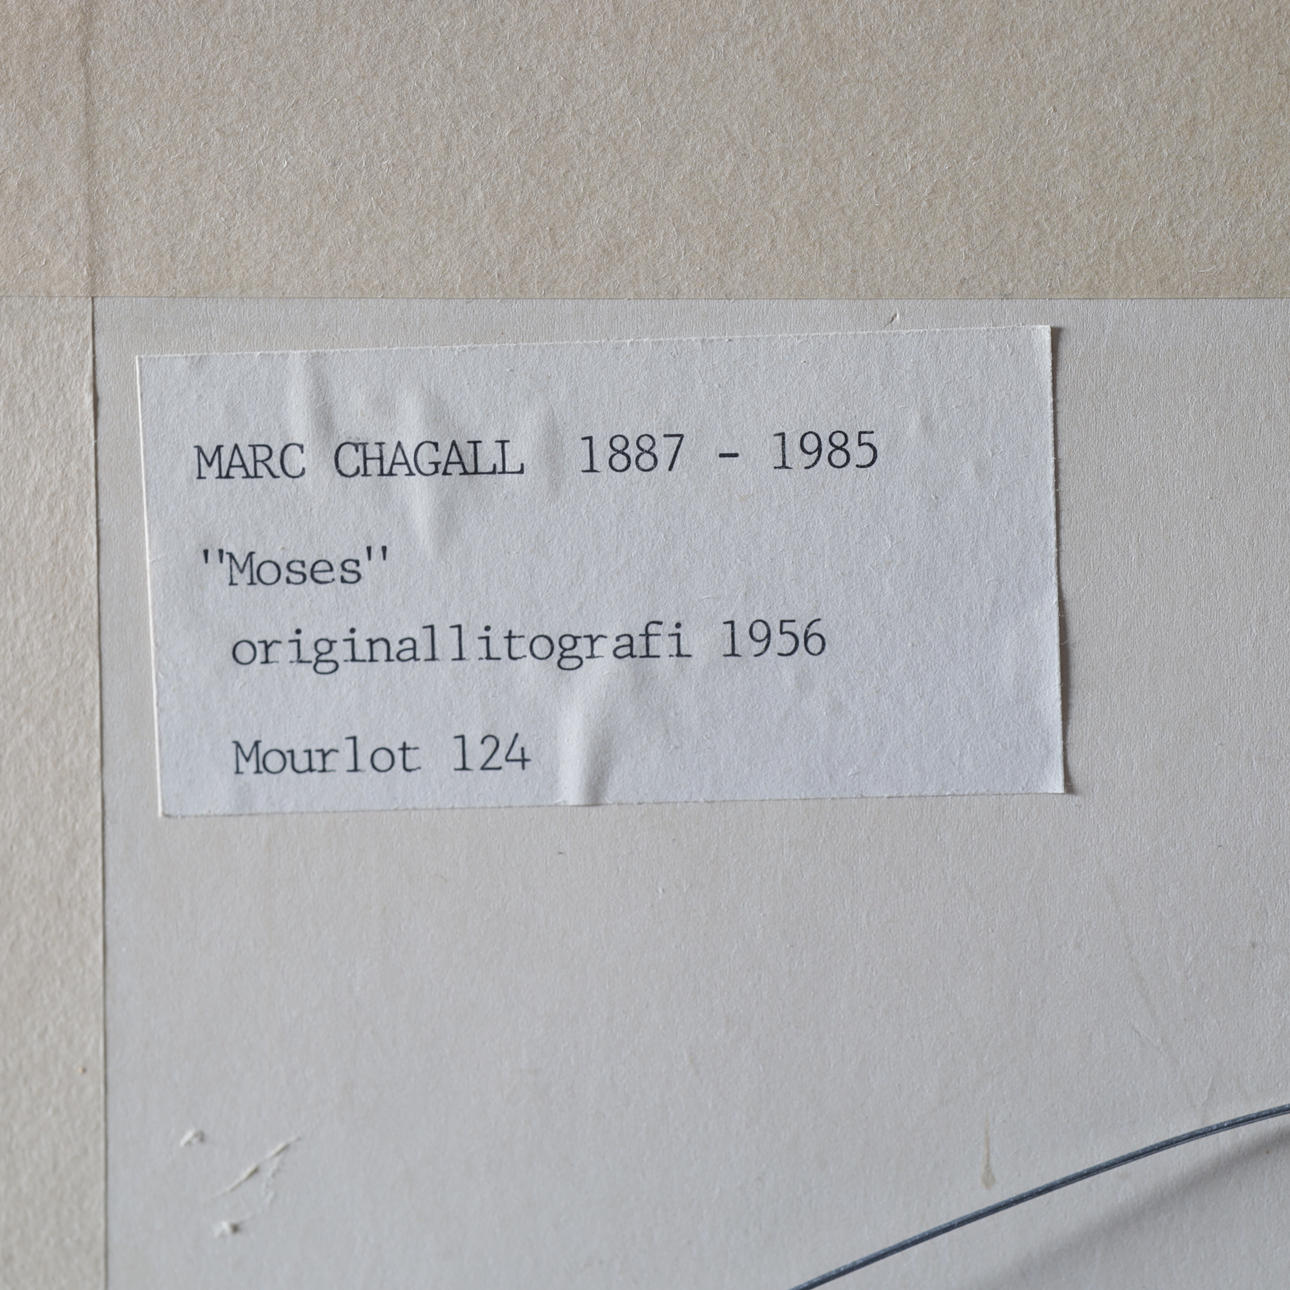 MARC CHAGALL 1887 - 1985
"Moses"
originallitografi 1956
Mourlot 124